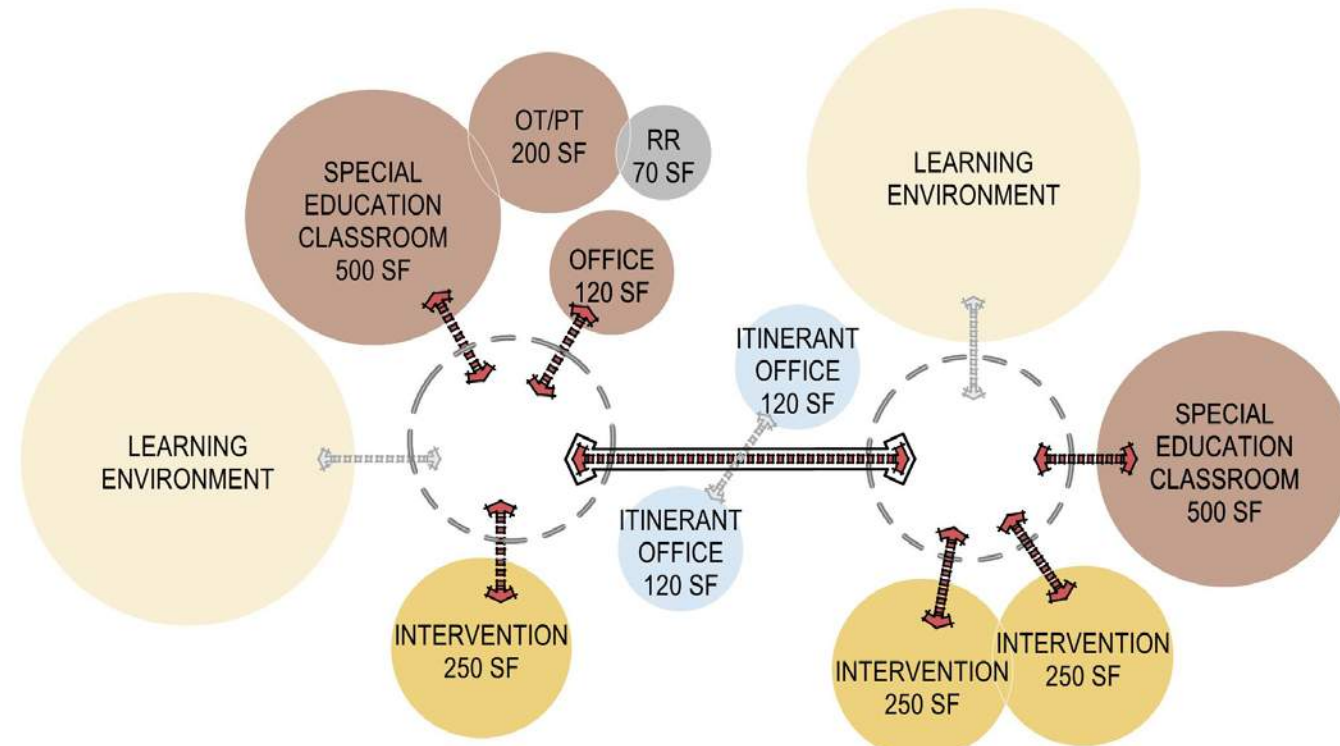 OT/PT
200 SF
RR
70 SF
SPECIAL
EDUCATION
CLASSROOM
500 SF
OFFICE
120 SF
LEARNING
ENVIRONMENT
LEARNING
ENVIRONMENT
ITINERANT
OFFICE
120 SF
ITINERANT
OFFICE
120 SF
SPECIAL
EDUCATION
CLASSROOM
500 SF
INTERVENTION
250 SF
INTERVENTION
250 SF
INTERVENTION
250 SF